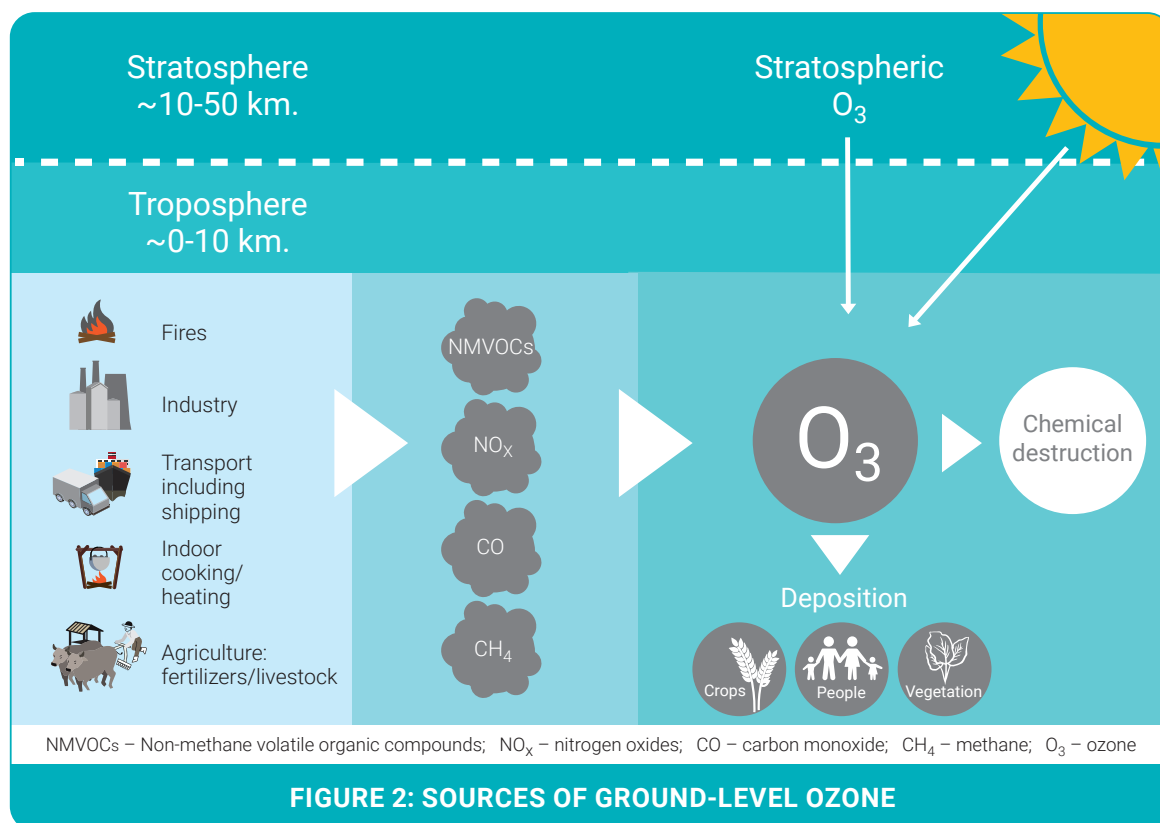 Stratosphere
~10-50 km.
Stratospheric
O₃
Troposphere
~0-10 km.
Fires
Industry
Transport
including
shipping
Indoor
cooking/
heating
Agriculture:
fertilizers/livestock
NMVOCs
NOₓ
CO
CH₄
O₃
Chemical
destruction
Deposition
Crops
People
Vegetation
NMVOCs – Non-methane volatile organic compounds; NOₓ – nitrogen oxides; CO – carbon monoxide; CH₄ – methane; O₃ – ozone
FIGURE 2: SOURCES OF GROUND-LEVEL OZONE